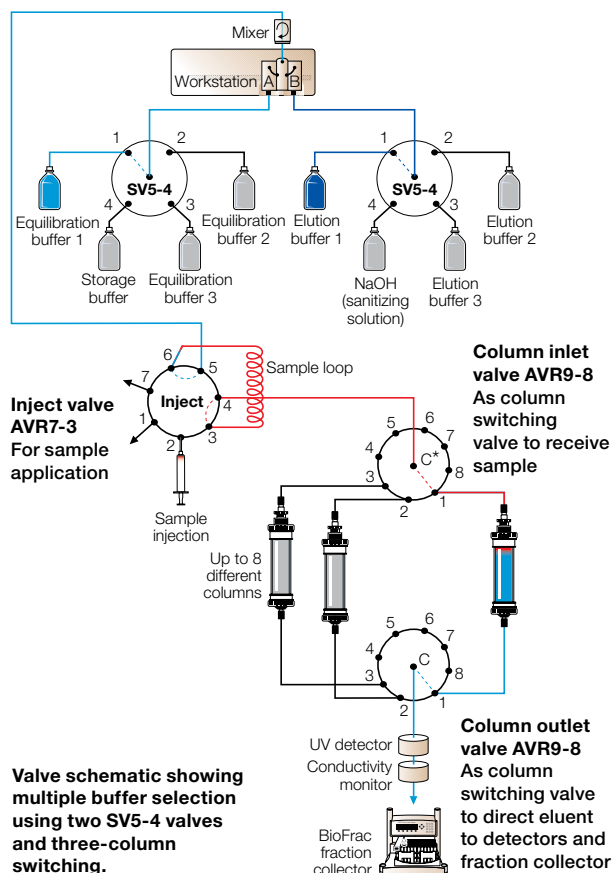 Mixer
Workstation A B
1 2
SV5-4
4 3
Equilibration
buffer 1
Equilibration
buffer 2
Storage
buffer
Equilibration
buffer 3
1 2
SV5-4
4 3
Elution
buffer 1
Elution
buffer 2
NaOH
(sanitizing
solution)
Elution
buffer 3
Inject valve
AVR7-3
For sample
application
6 5
7 4
Inject
1 3
2
Sample loop
Sample
injection
Column inlet
valve AVR9-8
As column
switching
valve to receive
sample
5 6
4 7
C* 8
3 1
2
Up to 8
different
columns
5 6
4 7
C 8
3 1
2
UV detector
Conductivity
monitor
BioFrac
fraction
collector
Column outlet
valve AVR9-8
As column
switching valve
to direct eluent
to detectors and
fraction collector
Valve schematic showing
multiple buffer selection
using two SV5-4 valves
and three-column
switching.